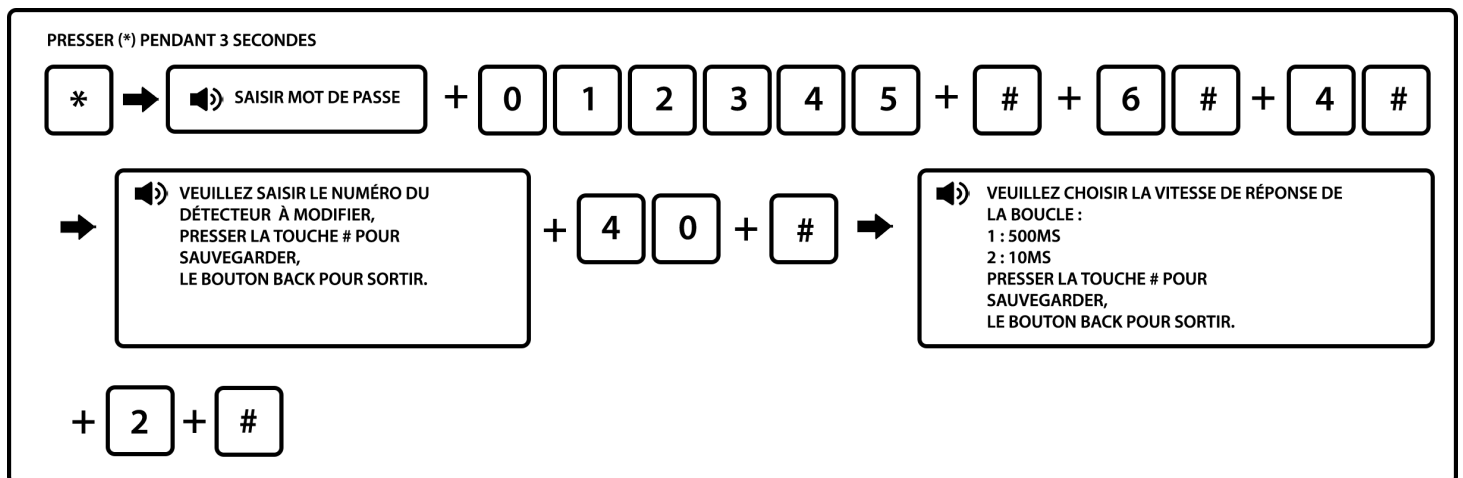 PRESSER (*) PENDANT 3 SECONDES
* SAISIR MOT DE PASSE + 0 1 2 3 4 5 + # + 6 # + 4 #
VEUILLEZ SAISIR LE NUMÉRO DU
DÉTECTEUR À MODIFIER,
PRESSER LA TOUCHE # POUR
SAUVEGARDER,
LE BOUTON BACK POUR SORTIR.
+ 4 0 + #
VEUILLEZ CHOISIR LA VITESSE DE RÉPONSE DE
LA BOUCLE :
1 : 500MS
2 : 10MS
PRESSER LA TOUCHE # POUR
SAUVEGARDER,
LE BOUTON BACK POUR SORTIR.
+ 2 + #